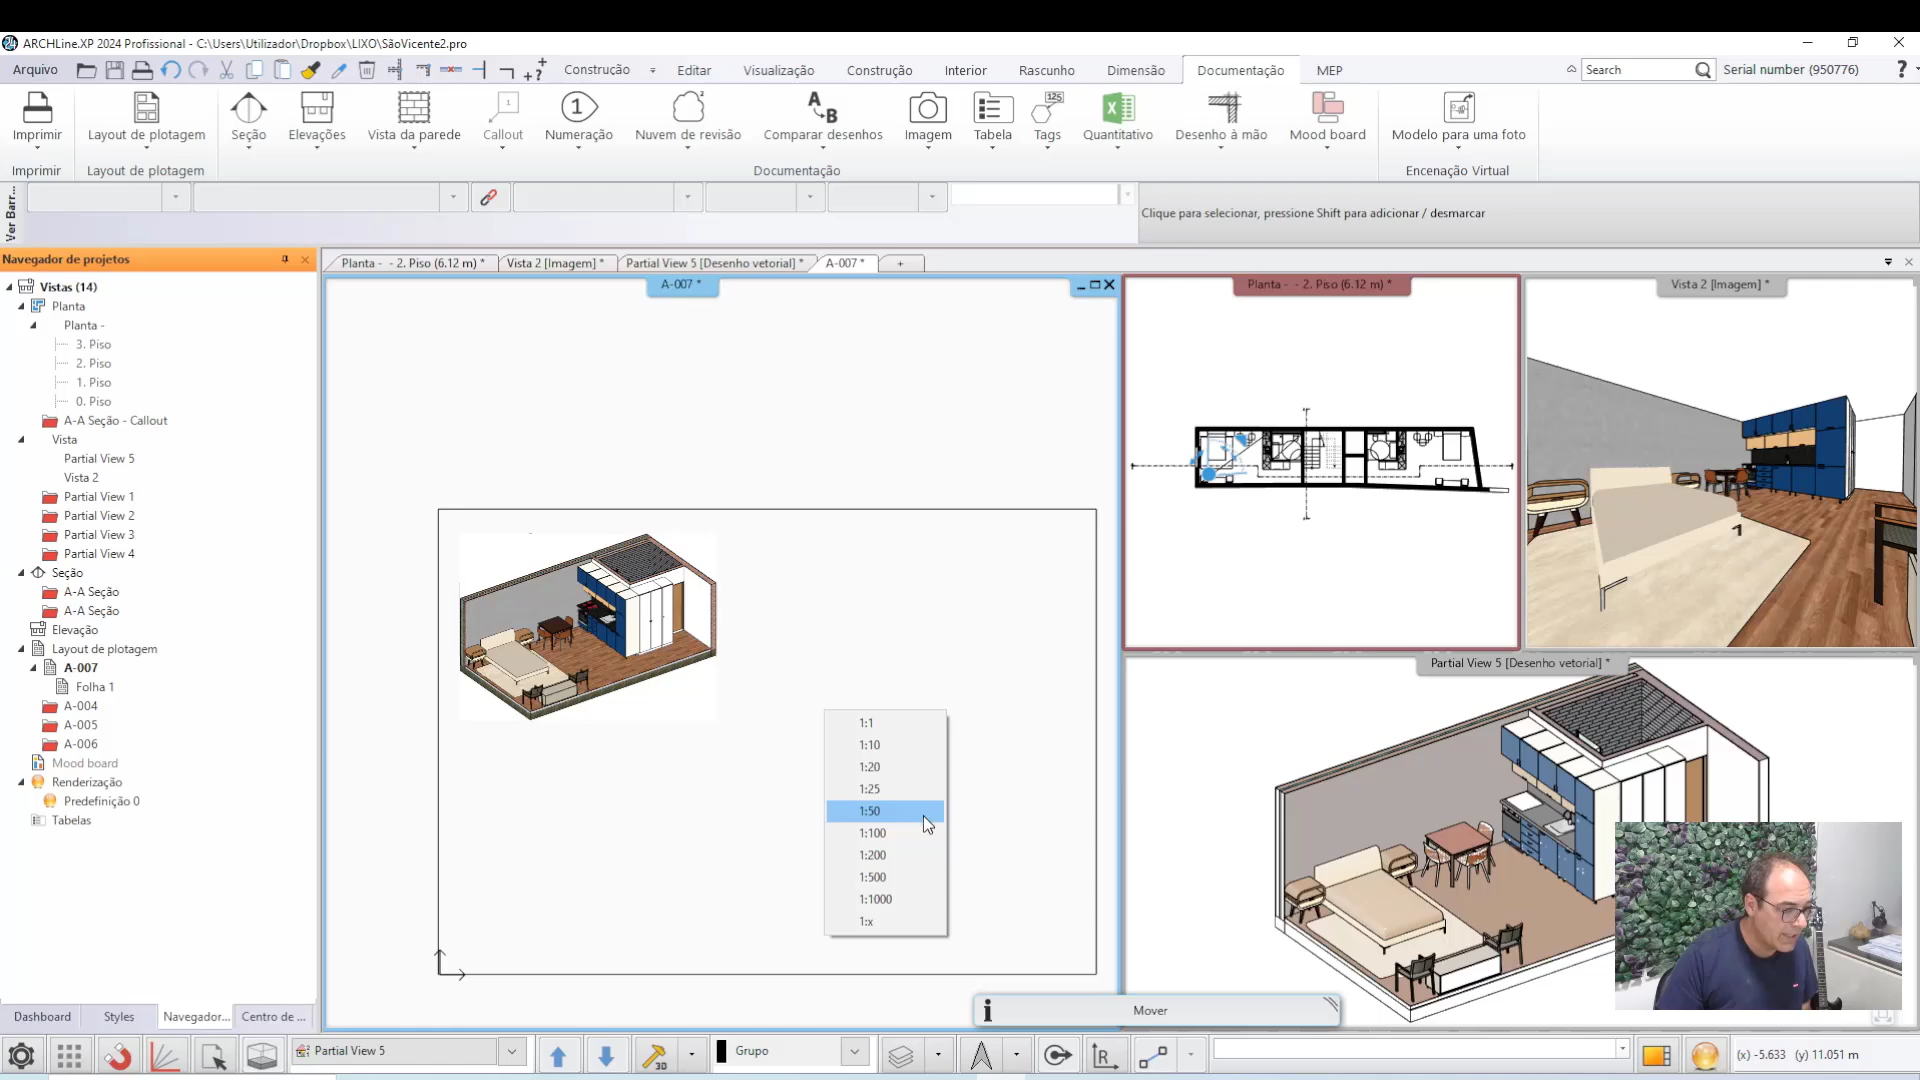 ARCHLine.XP 2024 Profissional - C:\Users\Utilizador\Dropbox\LIXO\SãoVicente2.pro
Arquivo
Construção
Editar
Visualização
Construção
Interior
Rascunho
Dimensão
Documentação
MEP
Search
Serial number (950776)
Imprimir
Layout de plotagem
Seção
Elevações
Vista da parede
Callout
Numeração
Nuvem de revisão
Comparar desenhos
Imagem
Tabela
Tags
Quantitativo
Desenho à mão
Mood board
Modelo para uma foto
Imprimir
Layout de plotagem
Documentação
Encenação Virtual
Ver Barr...
Clique para selecionar, pressione Shift para adicionar / desmarcar
Navegador de projetos
Vistas (14)
Planta
Planta -
3. Piso
2. Piso
1. Piso
0. Piso
A-A Seção - Callout
Vista
Partial View 5
Vista 2
Partial View 1
Partial View 2
Partial View 3
Partial View 4
Seção
A-A Seção
A-A Seção
Elevação
Layout de plotagem
A-007
Folha 1
A-004
A-005
A-006
Mood board
Renderização
Predefinição 0
Tabelas
Planta - - 2. Piso (6.12 m) *
Vista 2 [Imagem] *
Partial View 5 [Desenho vetorial] *
A-007 *
A-007 *
Planta - - 2. Piso (6.12 m) *
Vista 2 [Imagem] *
Partial View 5 [Desenho vetorial] *
1:1
1:10
1:20
1:25
1:50
1:100
1:200
1:500
1:1000
1:x
Mover
Dashboard
Styles
Navegador...
Centro de ...
Partial View 5
3D
Grupo
(x) -5.633 (y) 11.051 m